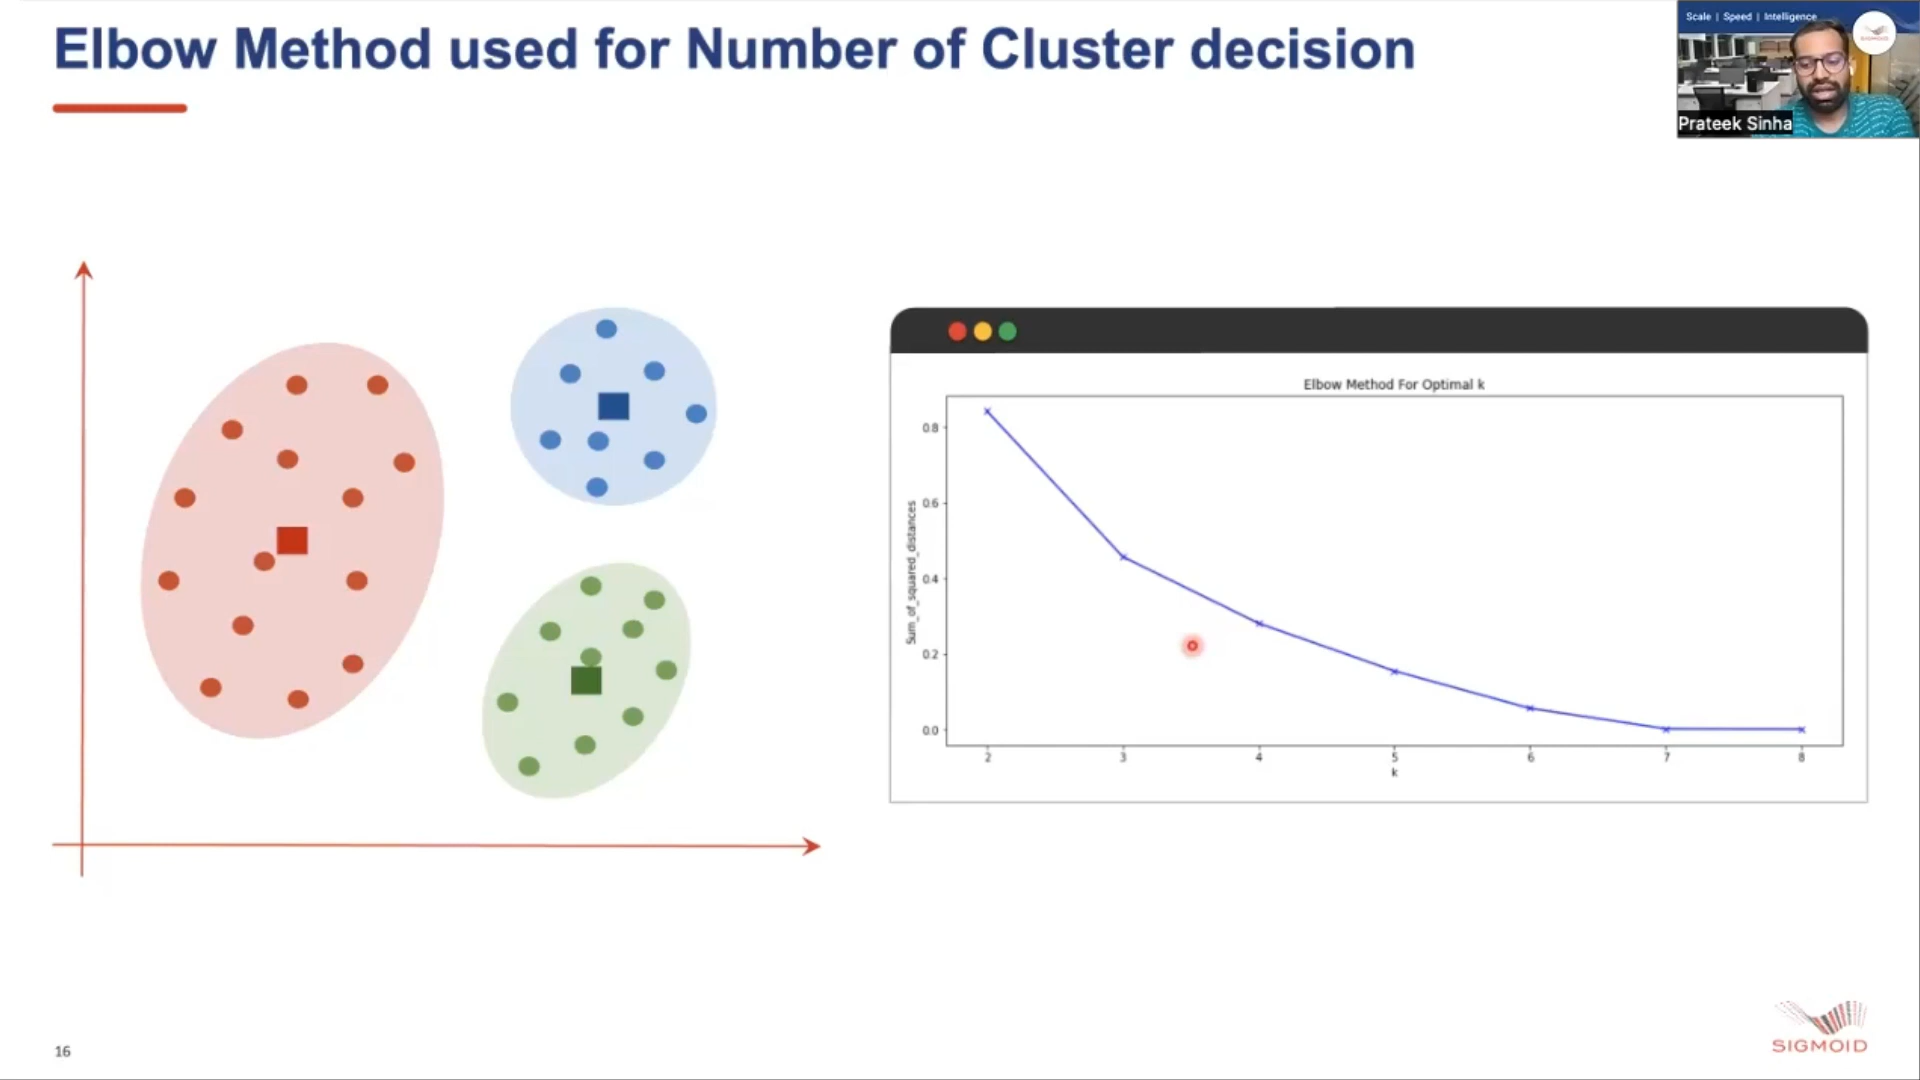 Elbow Method used for Number of Cluster decision
Scale | Speed | Intelligence
SIGMOID
Prateek Sinha
Elbow Method For Optimal k
Sum_of_squared_distances
0.8
0.6
0.4
0.2
0.0
2 3 4 5 6 7 8
k
16
SIGMOID